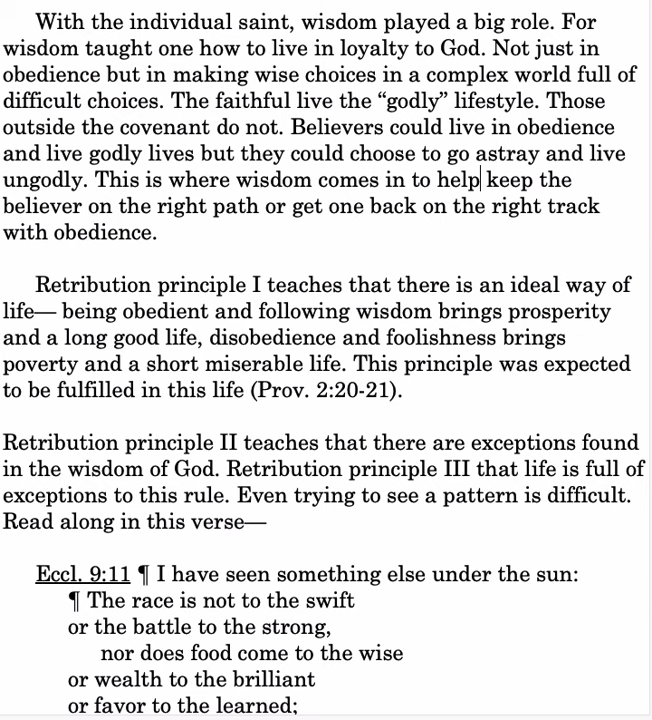 With the individual saint, wisdom played a big role. For
wisdom taught one how to live in loyalty to God. Not just in
obedience but in making wise choices in a complex world full of
difficult choices. The faithful live the “godly” lifestyle. Those
outside the covenant do not. Believers could live in obedience
and live godly lives but they could choose to go astray and live
ungodly. This is where wisdom comes in to help keep the
believer on the right path or get one back on the right track
with obedience.
Retribution principle I teaches that there is an ideal way of
life— being obedient and following wisdom brings prosperity
and a long good life, disobedience and foolishness brings
poverty and a short miserable life. This principle was expected
to be fulfilled in this life (Prov. 2:20-21).
Retribution principle II teaches that there are exceptions found
in the wisdom of God. Retribution principle III that life is full of
exceptions to this rule. Even trying to see a pattern is difficult.
Read along in this verse—
Eccl. 9:11 ¶ I have seen something else under the sun:
¶ The race is not to the swift
or the battle to the strong,
nor does food come to the wise
or wealth to the brilliant
or favor to the learned;